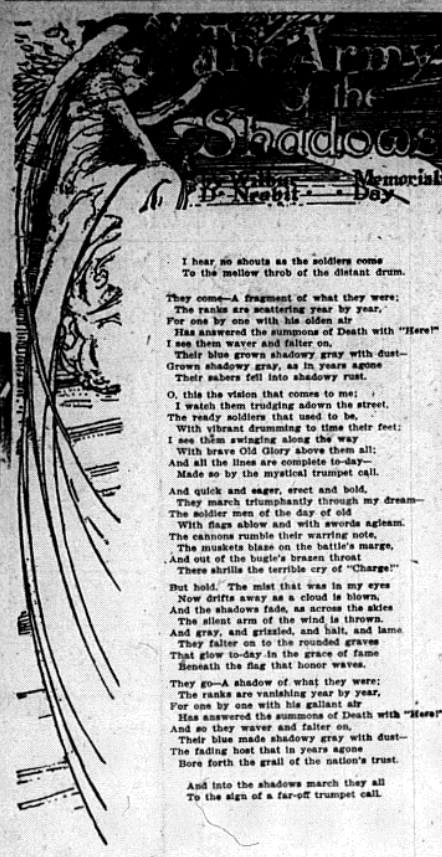 The Army
of the
Shadows
By Wilbur
D. Nesbit
Memorial
Day
I hear no shouts as the soldiers come
To the mellow throb of the distant drum.
They come—A fragment of what they were;
The ranks are scattering year by year,
For one by one with his olden air
Has answered the summons of Death with "Here!"
I see them waver and falter on,
Their blue grown shadowy gray with dust—
Grown shadowy gray, as in years agone
Their sabers fell into shadowy rust.
O, this the vision that comes to me;
I watch them trudging adown the street,
The ready soldiers that used to be,
With vibrant drumming to time their feet;
I see them swinging along the way
With brave Old Glory above them all;
And all the lines are complete to-day—
Made so by the mystical trumpet call.
And quick and eager, erect and bold,
They march triumphantly through my dream—
The soldier men of the day of old
With flags ablow and with swords agleam.
The cannons rumble their warring note,
The muskets blaze on the battle's marge,
And out of the bugle's brazen throat
There shrills the terrible cry of "Charge!"
But hold. The mist that was in my eyes
Now drifts away as a cloud is blown,
And the shadows fade, as across the skies
The silent arm of the wind is thrown.
And gray, and grizzled, and halt, and lame
They falter on to the rounded graves
That glow to-day in the grace of fame
Beneath the flag that honor waves.
They go—A shadow of what they were;
The ranks are vanishing year by year,
For one by one with his gallant air
Has answered the summons of Death with "Here!"
And so they waver and falter on,
Their blue made shadowy gray with dust—
The fading host that in years agone
Bore forth the grail of the nation's trust.
And into the shadows march they all
To the sign of a far-off trumpet call.